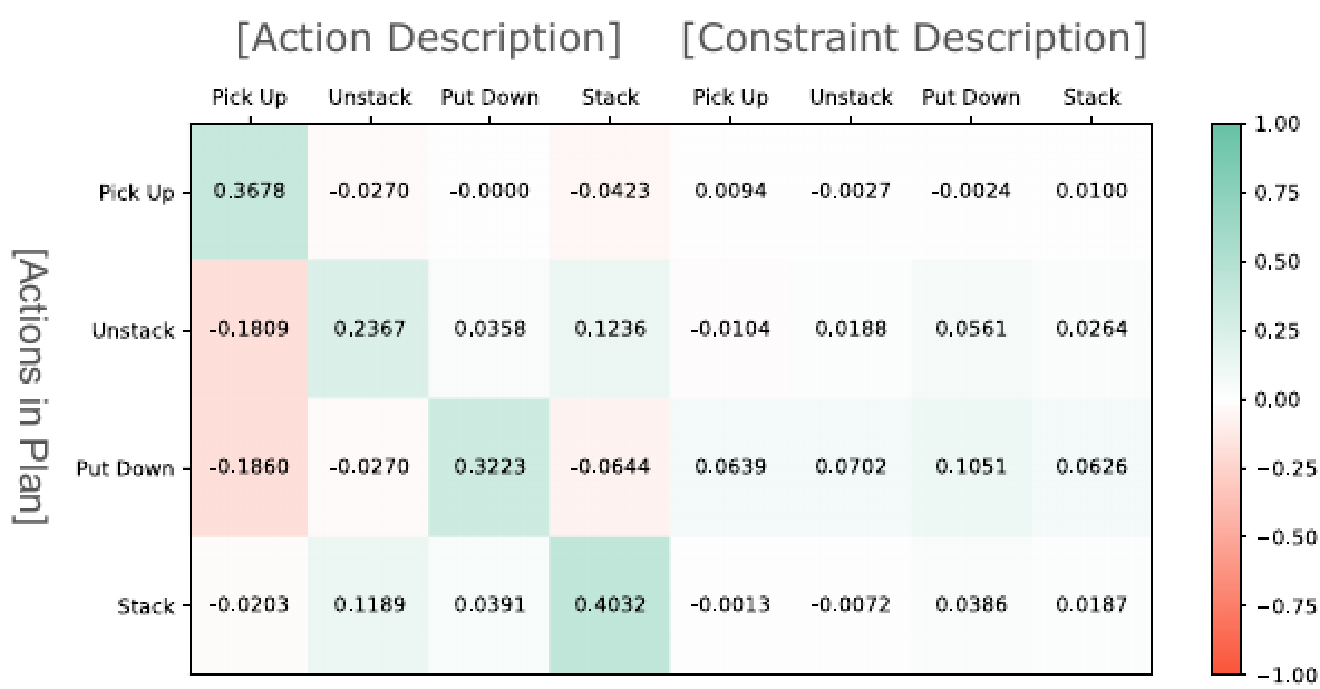 [Action Description] [Constraint Description]
Pick Up Unstack Put Down Stack Pick Up Unstack Put Down Stack
[Actions in Plan]
Pick Up 0.3678 -0.0270 -0.0000 -0.0423 0.0094 -0.0027 -0.0024 0.0100
Unstack -0.1809 0.2367 0.0358 0.1236 -0.0104 0.0188 0.0561 0.0264
Put Down -0.1860 -0.0270 0.3223 -0.0644 0.0639 0.0702 0.1051 0.0626
Stack -0.0203 0.1189 0.0391 0.4032 -0.0013 -0.0072 0.0386 0.0187
1.00
0.75
0.50
0.25
0.00
−0.25
−0.50
−0.75
−1.00